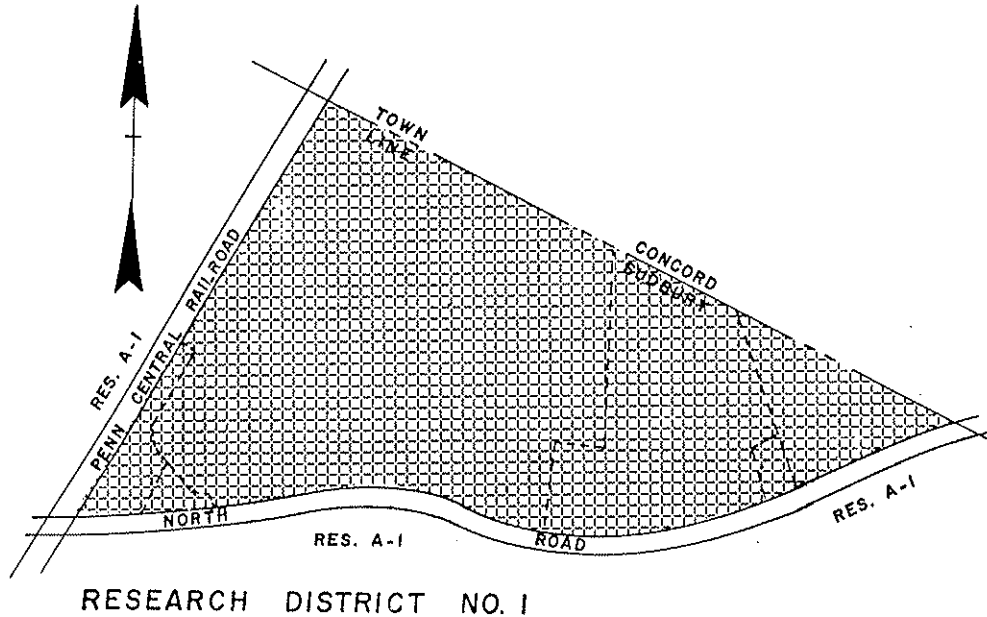 TOWN
LINE
CONCORD
SUDBURY
PENN CENTRAL RAILROAD
RES. A-1
NORTH
ROAD
RES. A-1
RES. A-1
RESEARCH DISTRICT NO. 1